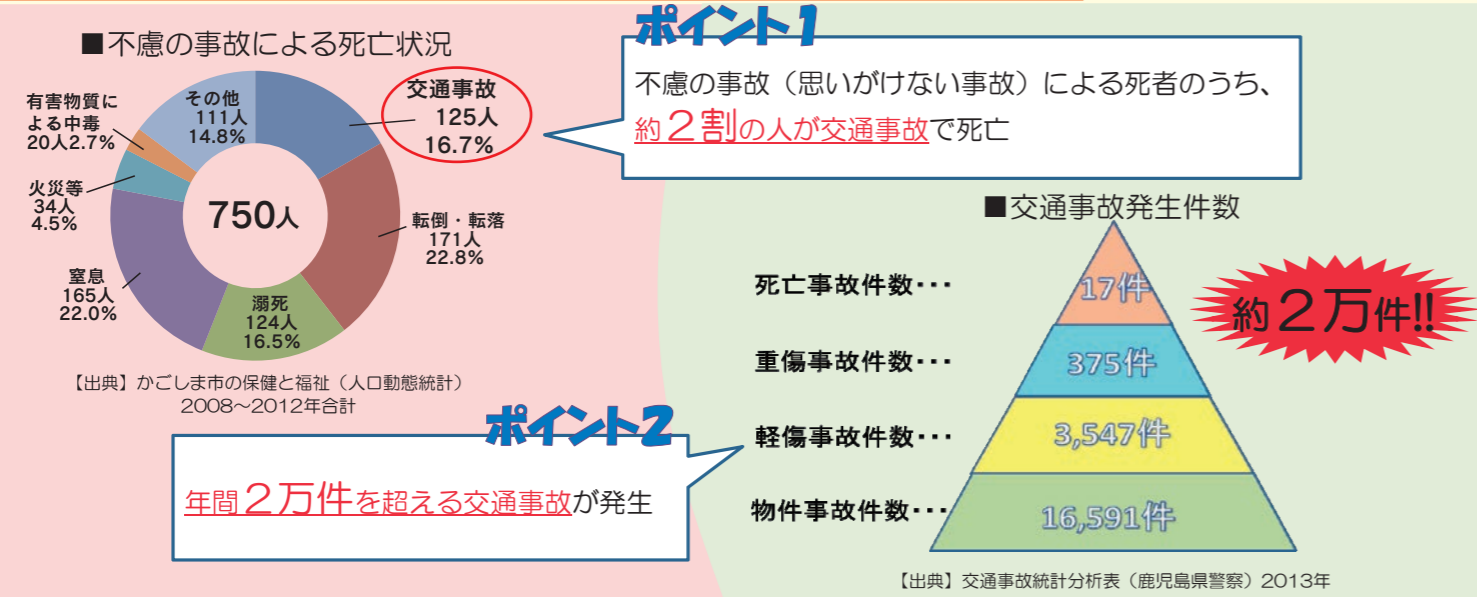 ■不慮の事故による死亡状況
交通事故
125人
16.7%
転倒・転落
171人
22.8%
溺死
124人
16.5%
窒息
165人
22.0%
火災等
34人
4.5%
有害物質に
よる中毒
20人2.7%
その他
111人
14.8%
750人
【出典】かごしま市の保健と福祉（人口動態統計）
2008～2012年合計
ポイント1
不慮の事故（思いがけない事故）による死者のうち、
約２割の人が交通事故で死亡
■交通事故発生件数
死亡事故件数･･･ 17件
重傷事故件数･･･ 375件
軽傷事故件数･･･ 3,547件
物件事故件数･･･ 16,591件
約２万件!!
ポイント2
年間２万件を超える交通事故が発生
【出典】交通事故統計分析表（鹿児島県警察）2013年